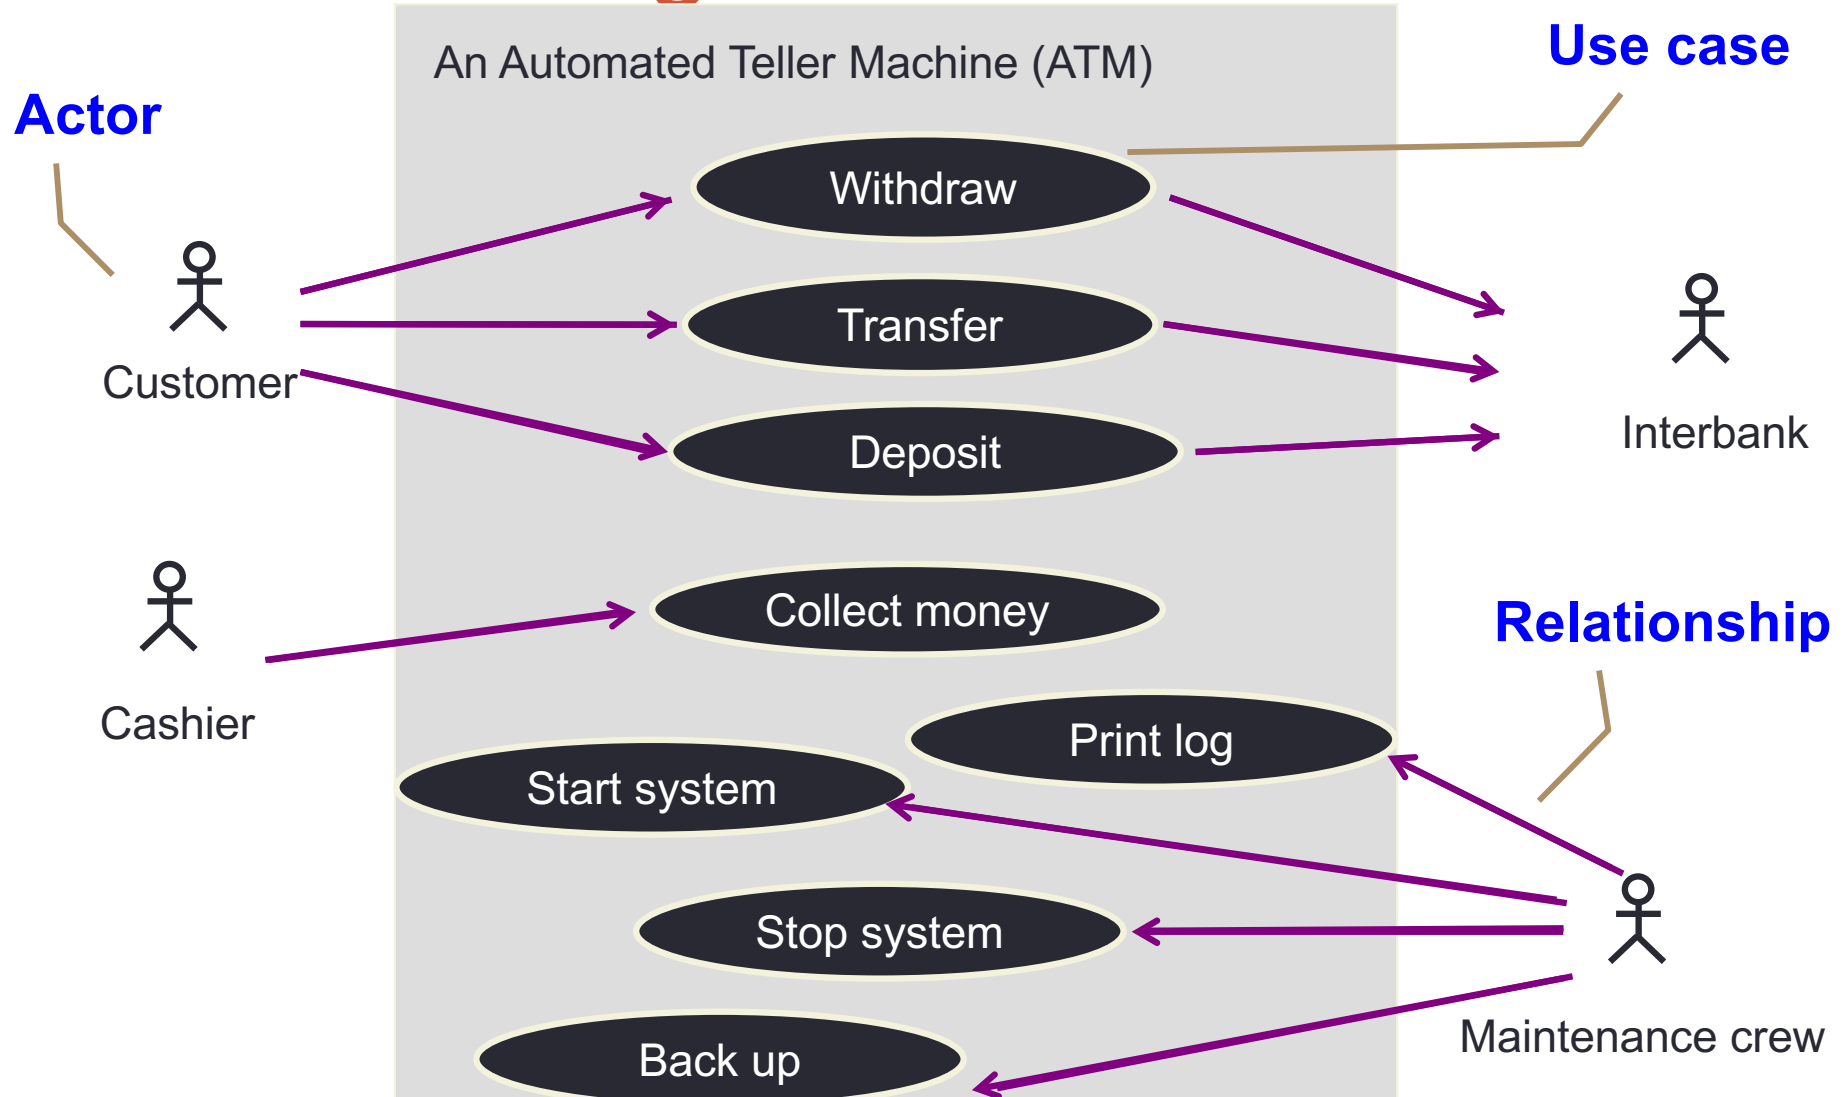 An Automated Teller Machine (ATM)
Use case
Actor
Withdraw
Transfer
Customer
Deposit
Interbank
Collect money
Relationship
Cashier
Print log
Start system
Stop system
Maintenance crew
Back up